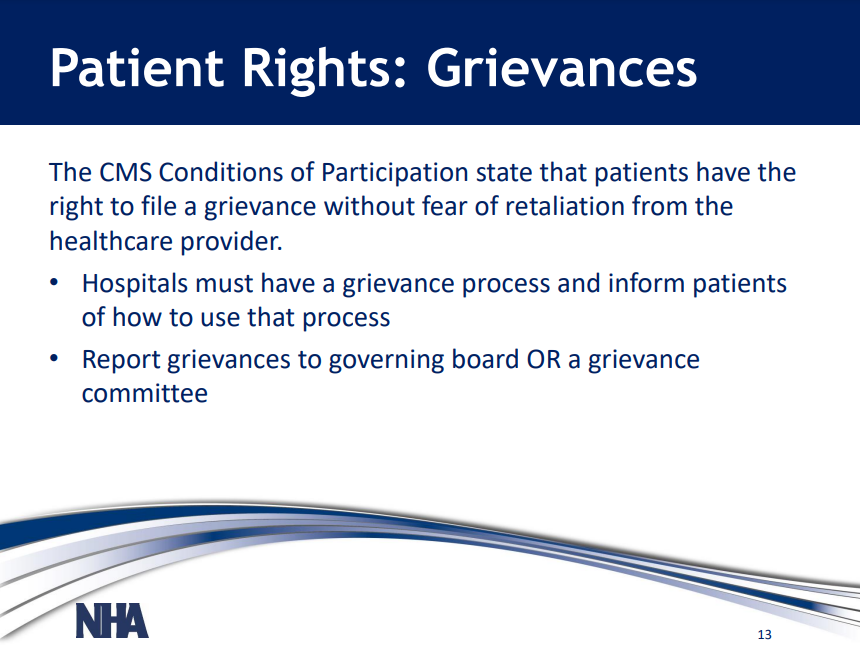 Patient Rights: Grievances
The CMS Conditions of Participation state that patients have the
right to file a grievance without fear of retaliation from the
healthcare provider.
• Hospitals must have a grievance process and inform patients
of how to use that process
• Report grievances to governing board OR a grievance
committee
NHA
13